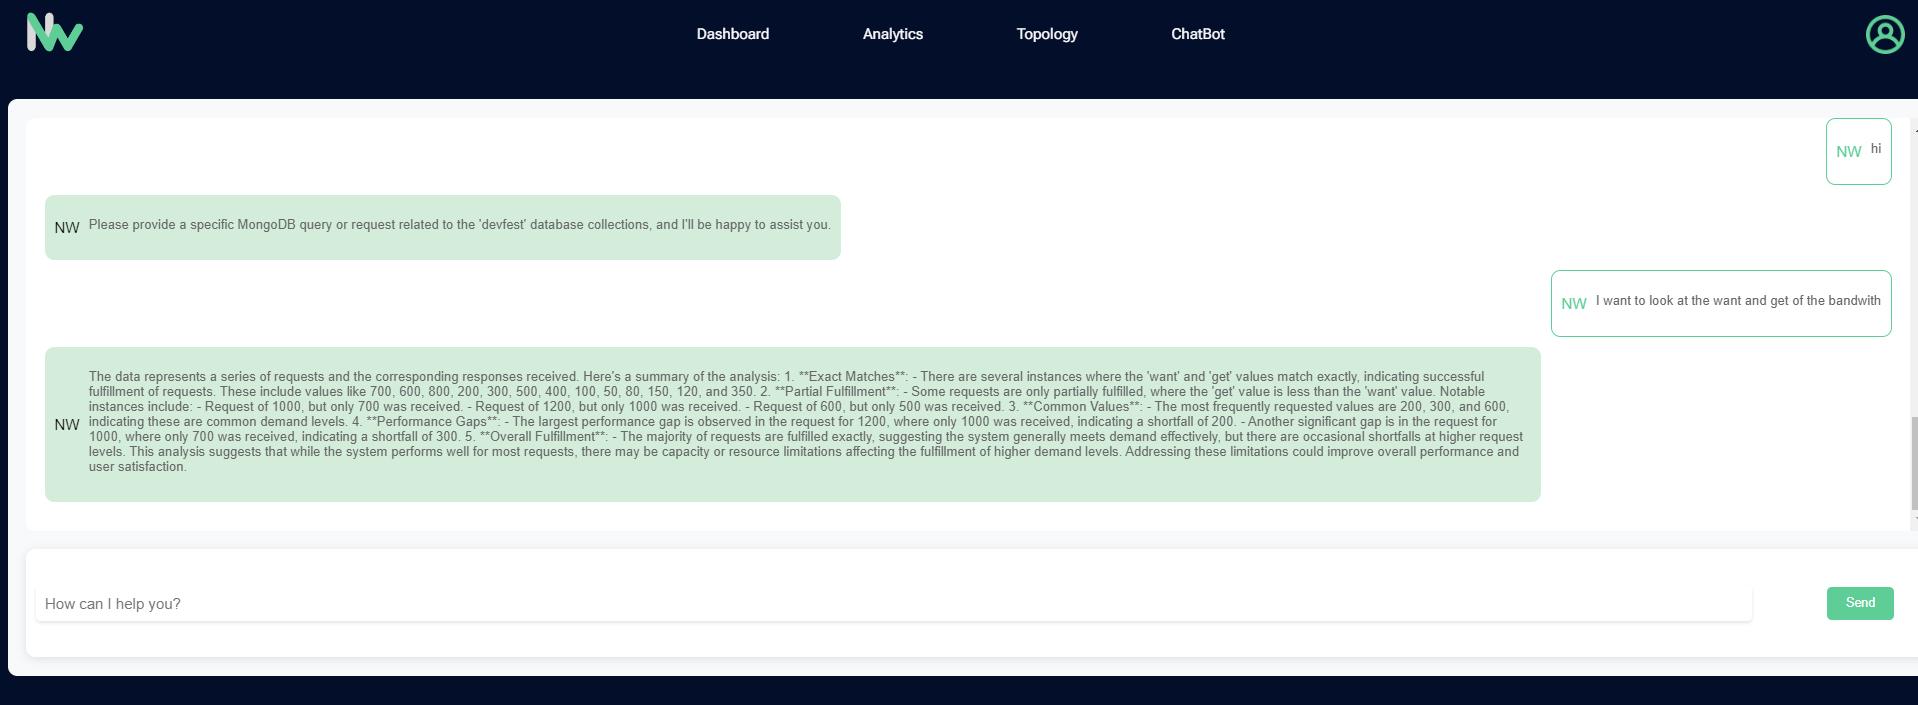 NW
Dashboard
Analytics
Topology
ChatBot
NW hi
NW Please provide a specific MongoDB query or request related to the 'devfest' database collections, and I'll be happy to assist you.
NW I want to look at the want and get of the bandwith
The data represents a series of requests and the corresponding responses received. Here's a summary of the analysis: 1. **Exact Matches**: - There are several instances where the 'want' and 'get' values match exactly, indicating successful
fulfillment of requests. These include values like 700, 600, 800, 200, 300, 500, 400, 100, 50, 80, 150, 120, and 350. 2. **Partial Fulfillment**: - Some requests are only partially fulfilled, where the 'get' value is less than the 'want' value. Notable
instances include: - Request of 1000, but only 700 was received. - Request of 1200, but only 1000 was received. - Request of 600, but only 500 was received. 3. **Common Values**: - The most frequently requested values are 200, 300, and 600,
NW indicating these are common demand levels. 4. **Performance Gaps**: - The largest performance gap is observed in the request for 1200, where only 1000 was received, indicating a shortfall of 200. - Another significant gap is in the request for
1000, where only 700 was received, indicating a shortfall of 300. 5. **Overall Fulfillment**: - The majority of requests are fulfilled exactly, suggesting the system generally meets demand effectively, but there are occasional shortfalls at higher request
levels. This analysis suggests that while the system performs well for most requests, there may be capacity or resource limitations affecting the fulfillment of higher demand levels. Addressing these limitations could improve overall performance and
user satisfaction.
How can I help you?
Send